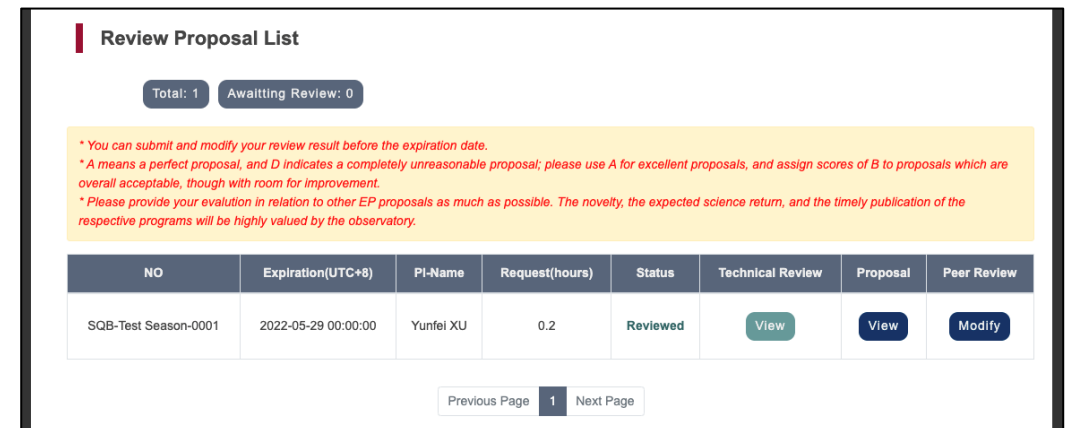 Review Proposal List
Total: 1 Awaitting Review: 0
* You can submit and modify your review result before the expiration date.
* A means a perfect proposal, and D indicates a completely unreasonable proposal; please use A for excellent proposals, and assign scores of B to proposals which are
overall acceptable, though with room for improvement.
* Please provide your evalution in relation to other EP proposals as much as possible. The novelty, the expected science return, and the timely publication of the
respective programs will be highly valued by the observatory.
NO Expiration(UTC+8) PI-Name Request(hours) Status Technical Review Proposal Peer Review
SQB-Test Season-0001 2022-05-29 00:00:00 Yunfei XU 0.2 Reviewed View View Modify
Previous Page 1 Next Page